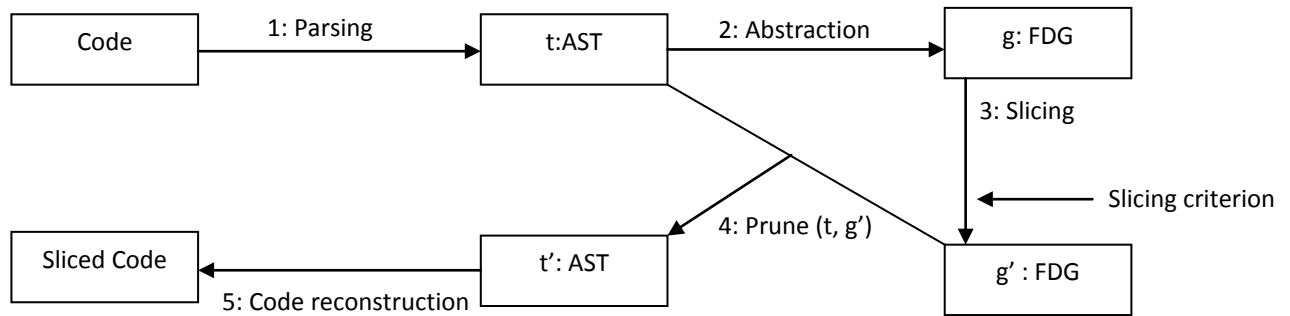 Code
1: Parsing
t:AST
2: Abstraction
g: FDG
3: Slicing
Slicing criterion
4: Prune (t, g’)
Sliced Code
t’: AST
g’ : FDG
5: Code reconstruction